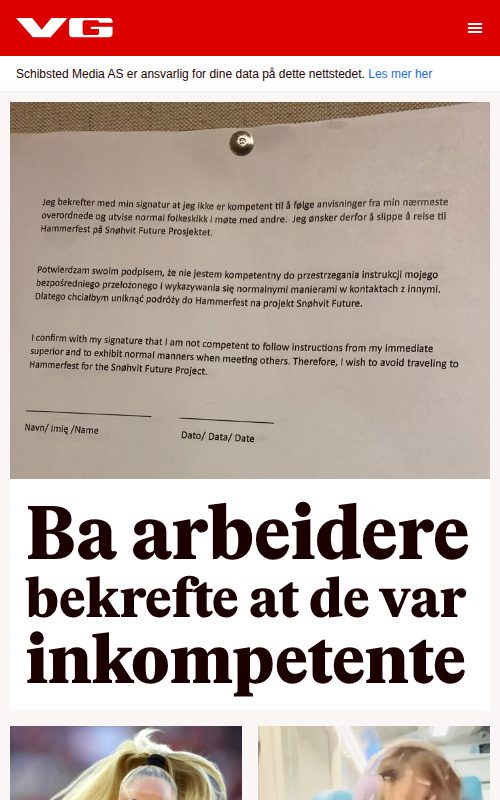 VG
Schibsted Media AS er ansvarlig for dine data på dette nettstedet. Les mer her
Jeg bekrefter med min signatur at jeg ikke er kompetent til å følge anvisninger fra min nærmeste
overordnede og utvise normal folkeskikk i møte med andre. Jeg ønsker derfor å slippe å reise til
Hammerfest på Snøhvit Future Prosjektet.
Potwierdzam swoim podpisem, że nie jestem kompetentny do przestrzegania instrukcji mojego
bezpośredniego przełożonego i wykazywania się normalnymi manierami w kontaktach z innymi.
Dlatego chciałbym uniknąć podróży do Hammerfest na projekt Snøhvit Future.
I confirm with my signature that I am not competent to follow instructions from my immediate
superior and to exhibit normal manners when meeting others. Therefore, I wish to avoid traveling to
Hammerfest for the Snøhvit Future Project.
Navn/ Imię /Name
Dato/ Data/ Date
Ba arbeidere
bekrefte at de var
inkompetente